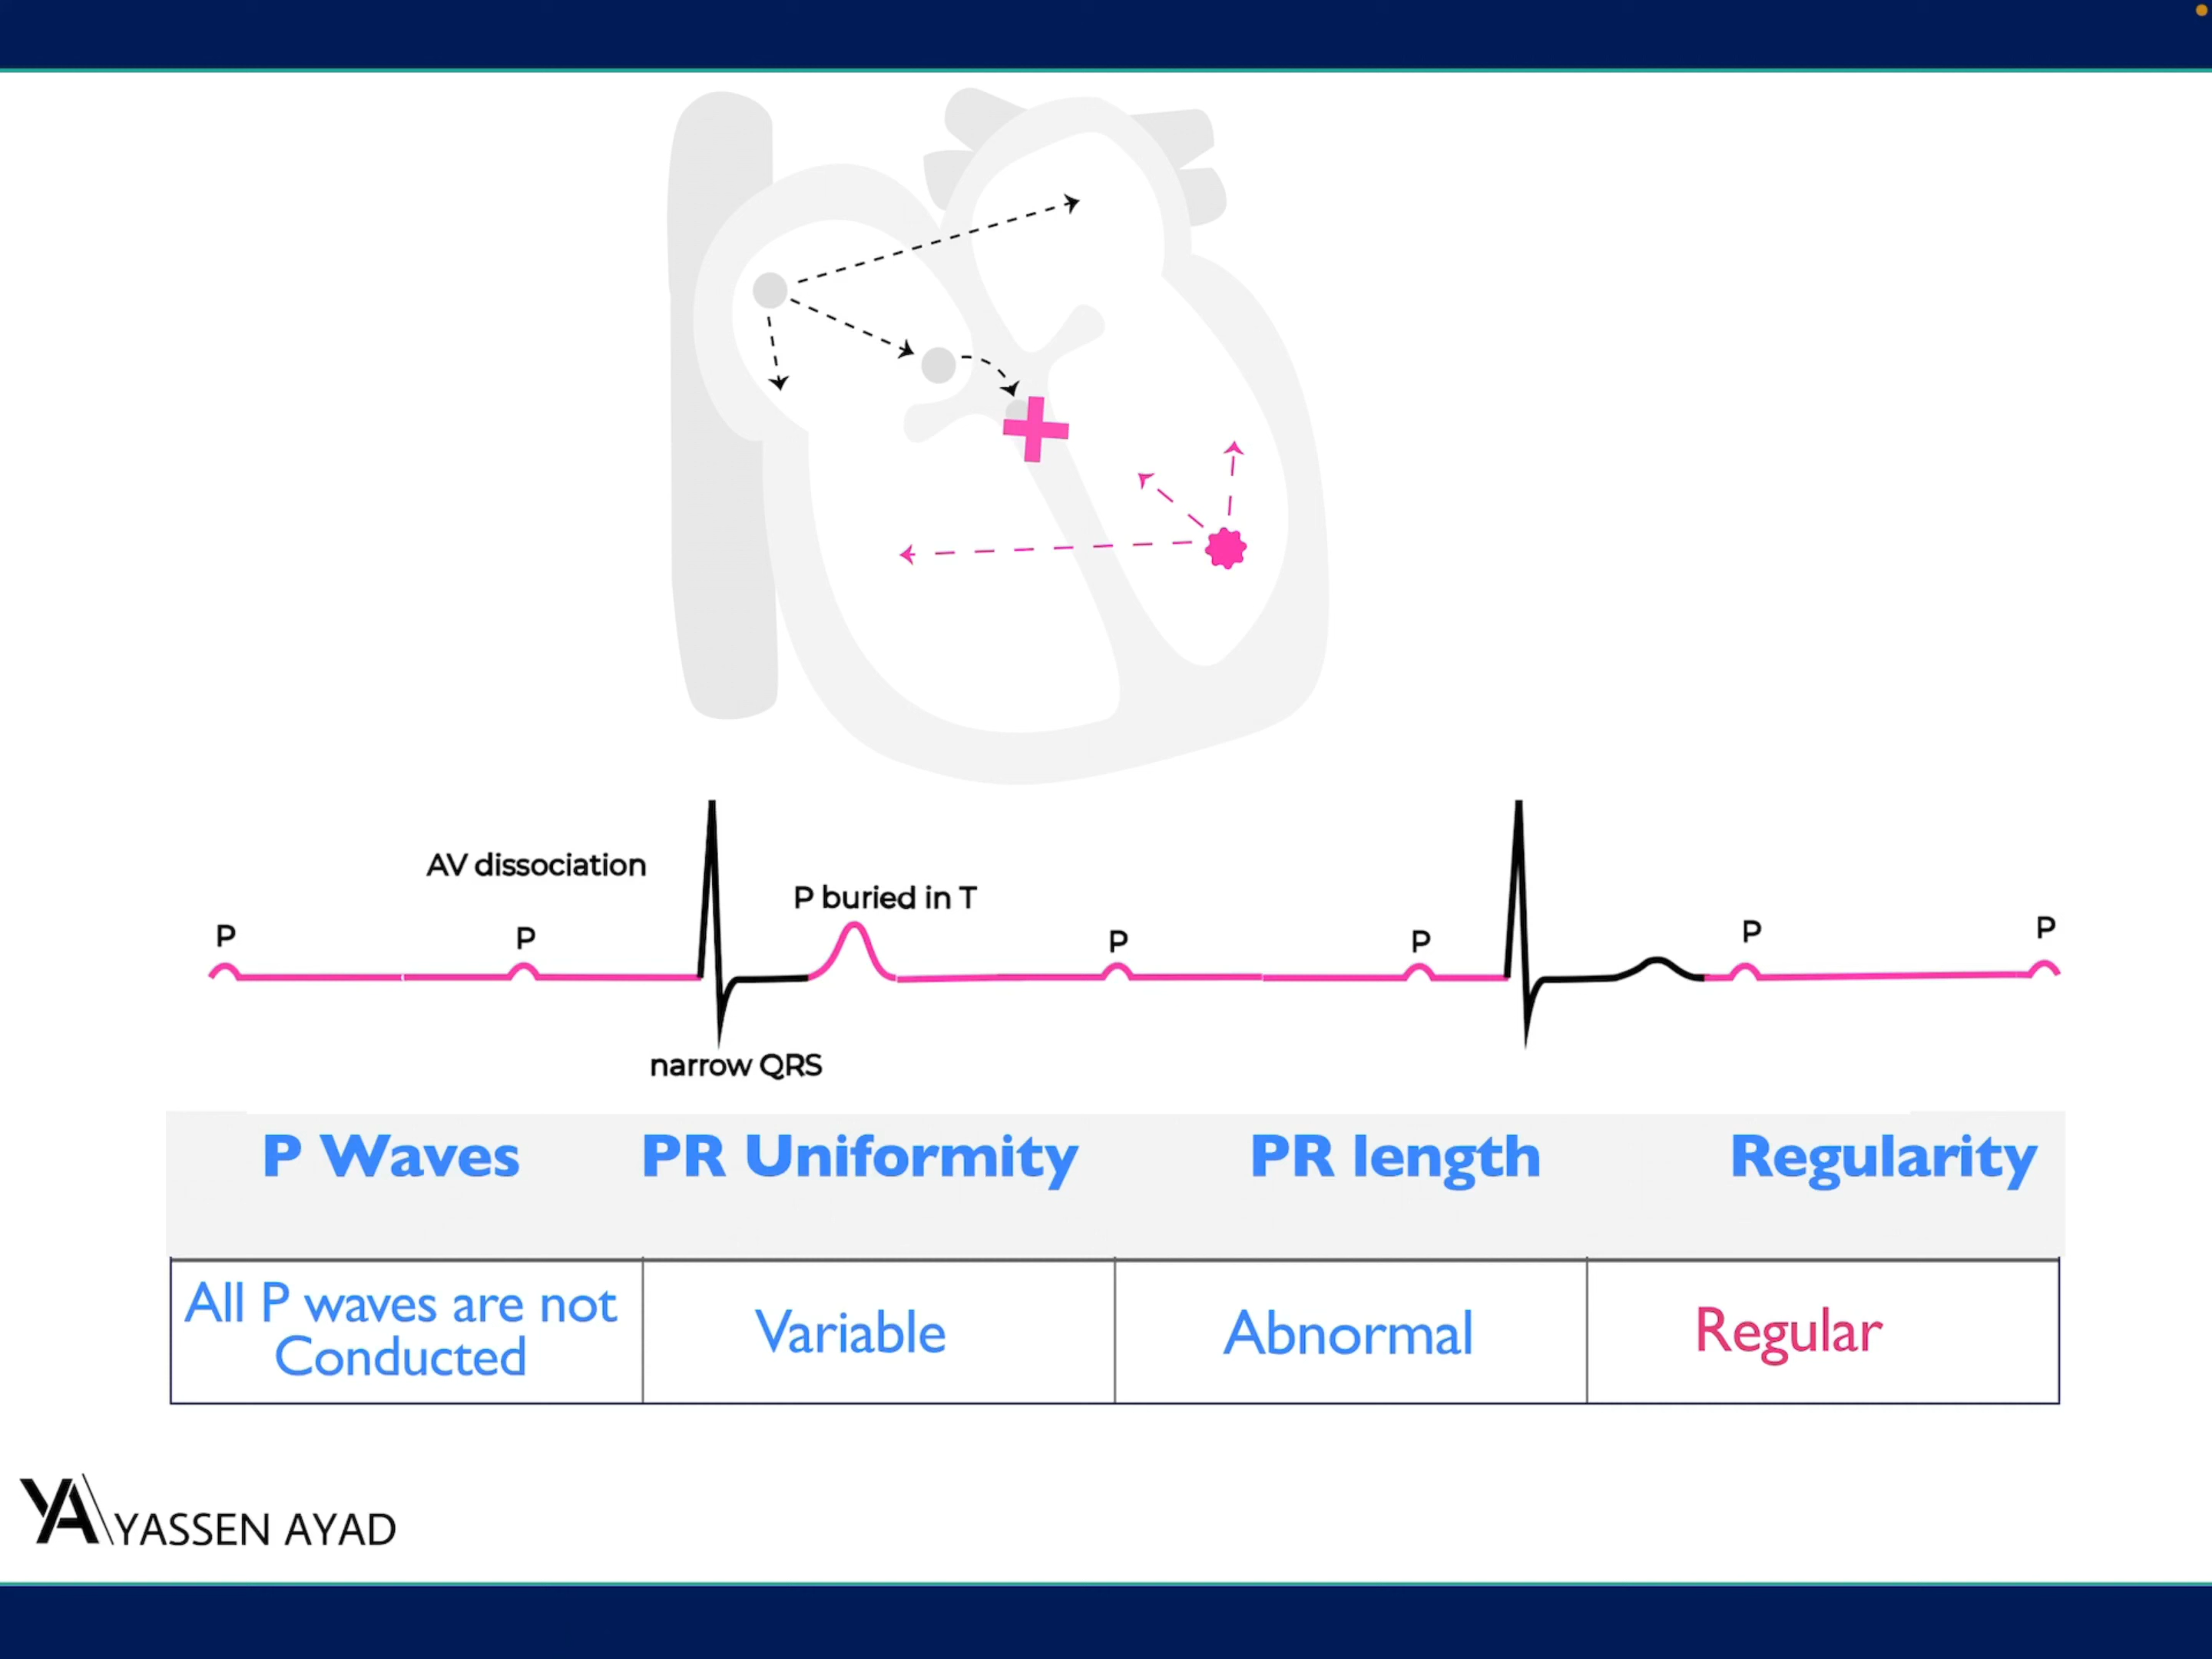 AV dissociation
P buried in T
P
P
P
P
P
P
narrow QRS
P Waves
PR Uniformity
PR length
Regularity
All P waves are not
Conducted
Variable
Abnormal
Regular
YA
YASSEN AYAD